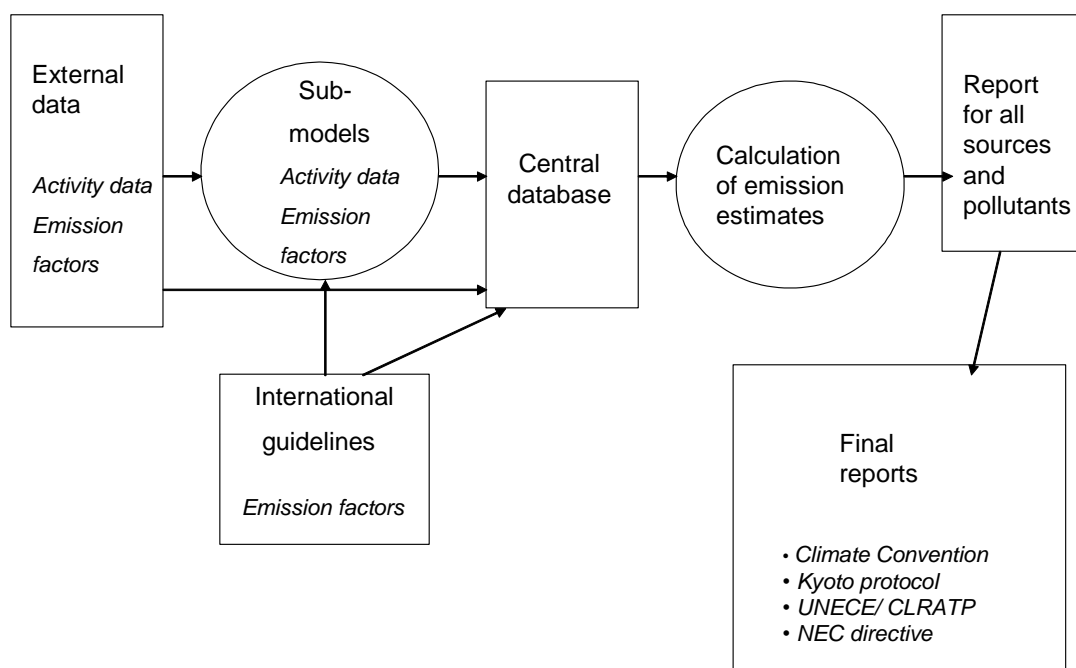 External
data
Activity data
Emission
factors
Sub-
models
Activity data
Emission
factors
Central
database
Calculation
of emission
estimates
Report
for all
sources
and
pollutants
International
guidelines
Emission factors
Final
reports
• Climate Convention
• Kyoto protocol
• UNECE/ CLRATP
• NEC directive